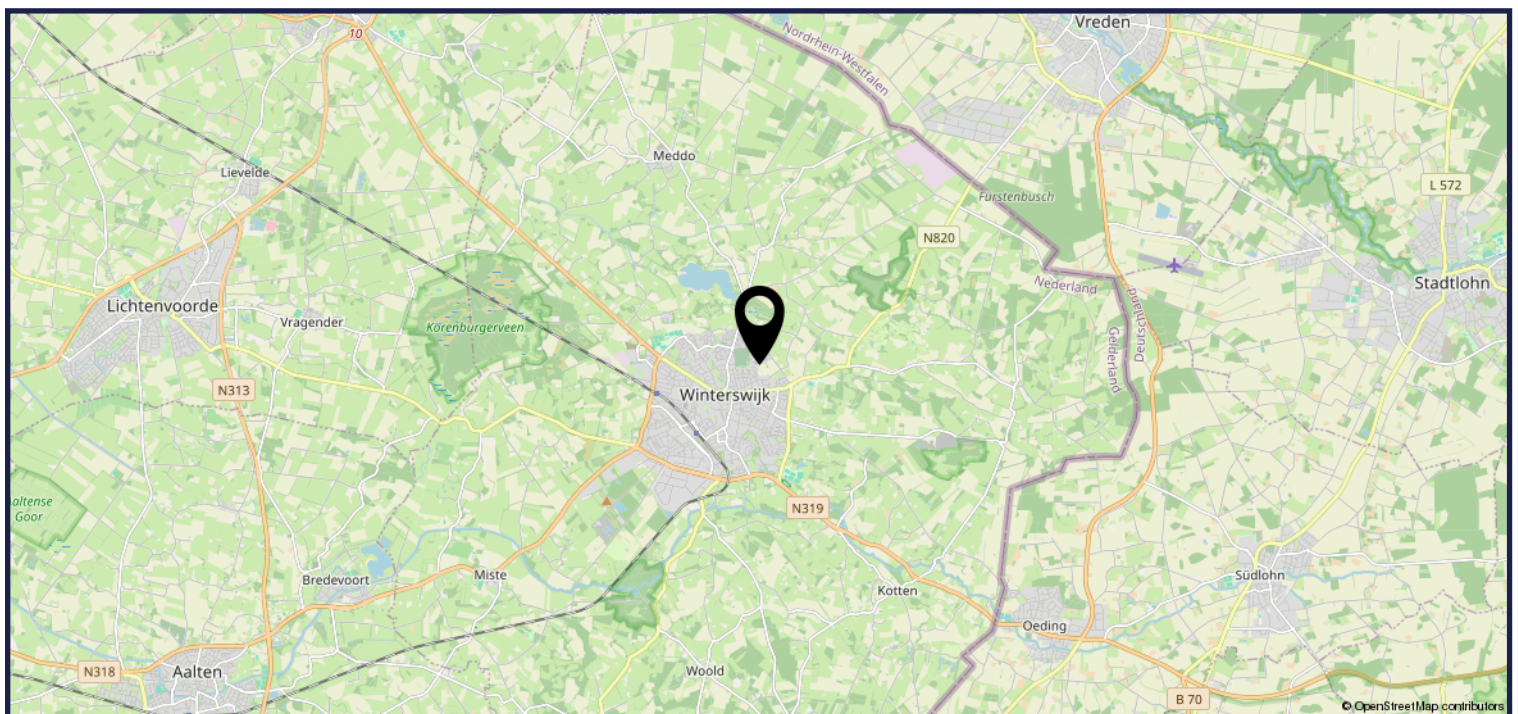 Vreden
10
Nordrhein-Westfalen
Meddo
Lievelde
L 572
Fürstenbusch
N820
Stadtlohn
Nederland
Deutschland
Gelderland
Lichtenvoorde
Vragender
Korenburgerveen
N313
Winterswijk
altense
Goor
N319
Bredevoort
Miste
Kotten
Südlohn
Oeding
N318
Aalten
Woold
B 70
© OpenStreetMap contributors